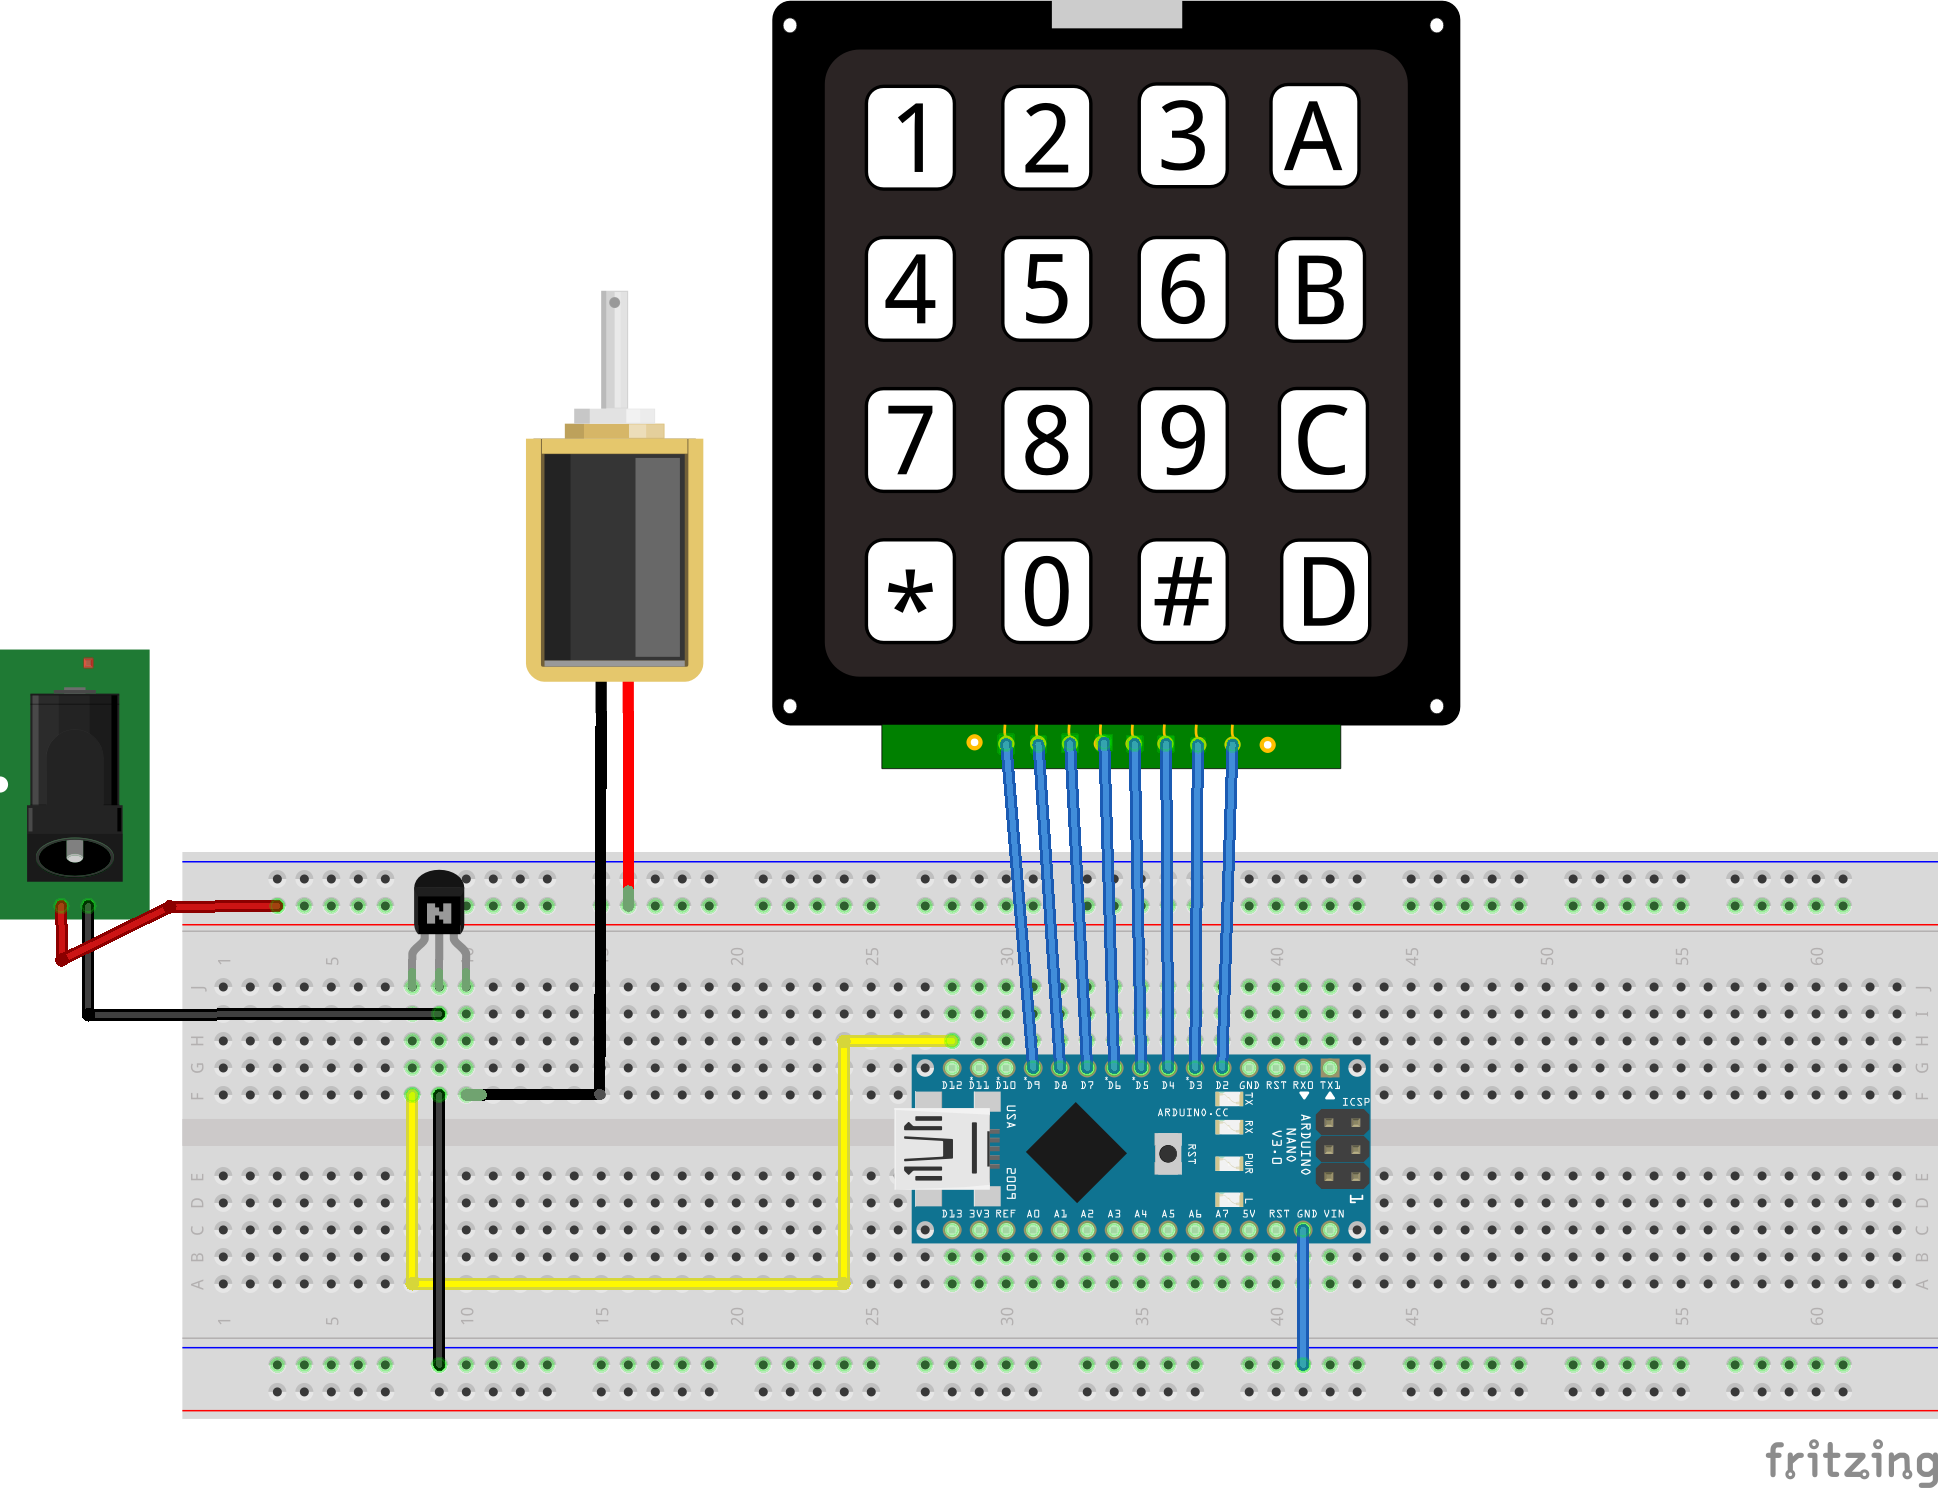 1 2 3 A
4 5 6 B
7 8 9 C
* 0 # D
N
1 5 20 25 30 35 40 45 50 55 60
J J
I I
H H
G G
F F
D12 D11 D10 D9 D8 D7 D6 D5 D4 D3 D2 GND RST RX0 TX1
TX
RX
PWR
L
RST
ICSP
1
ARDUINO.CC
ARDUINO
NANO
V3.0
USA
2009
D13 3V3 REF A0 A1 A2 A3 A4 A5 A6 A7 5V RST GND VIN
E E
D D
C C
B B
A A
1 5 10 15 20 25 30 35 40 45 50 55 60
fritzing